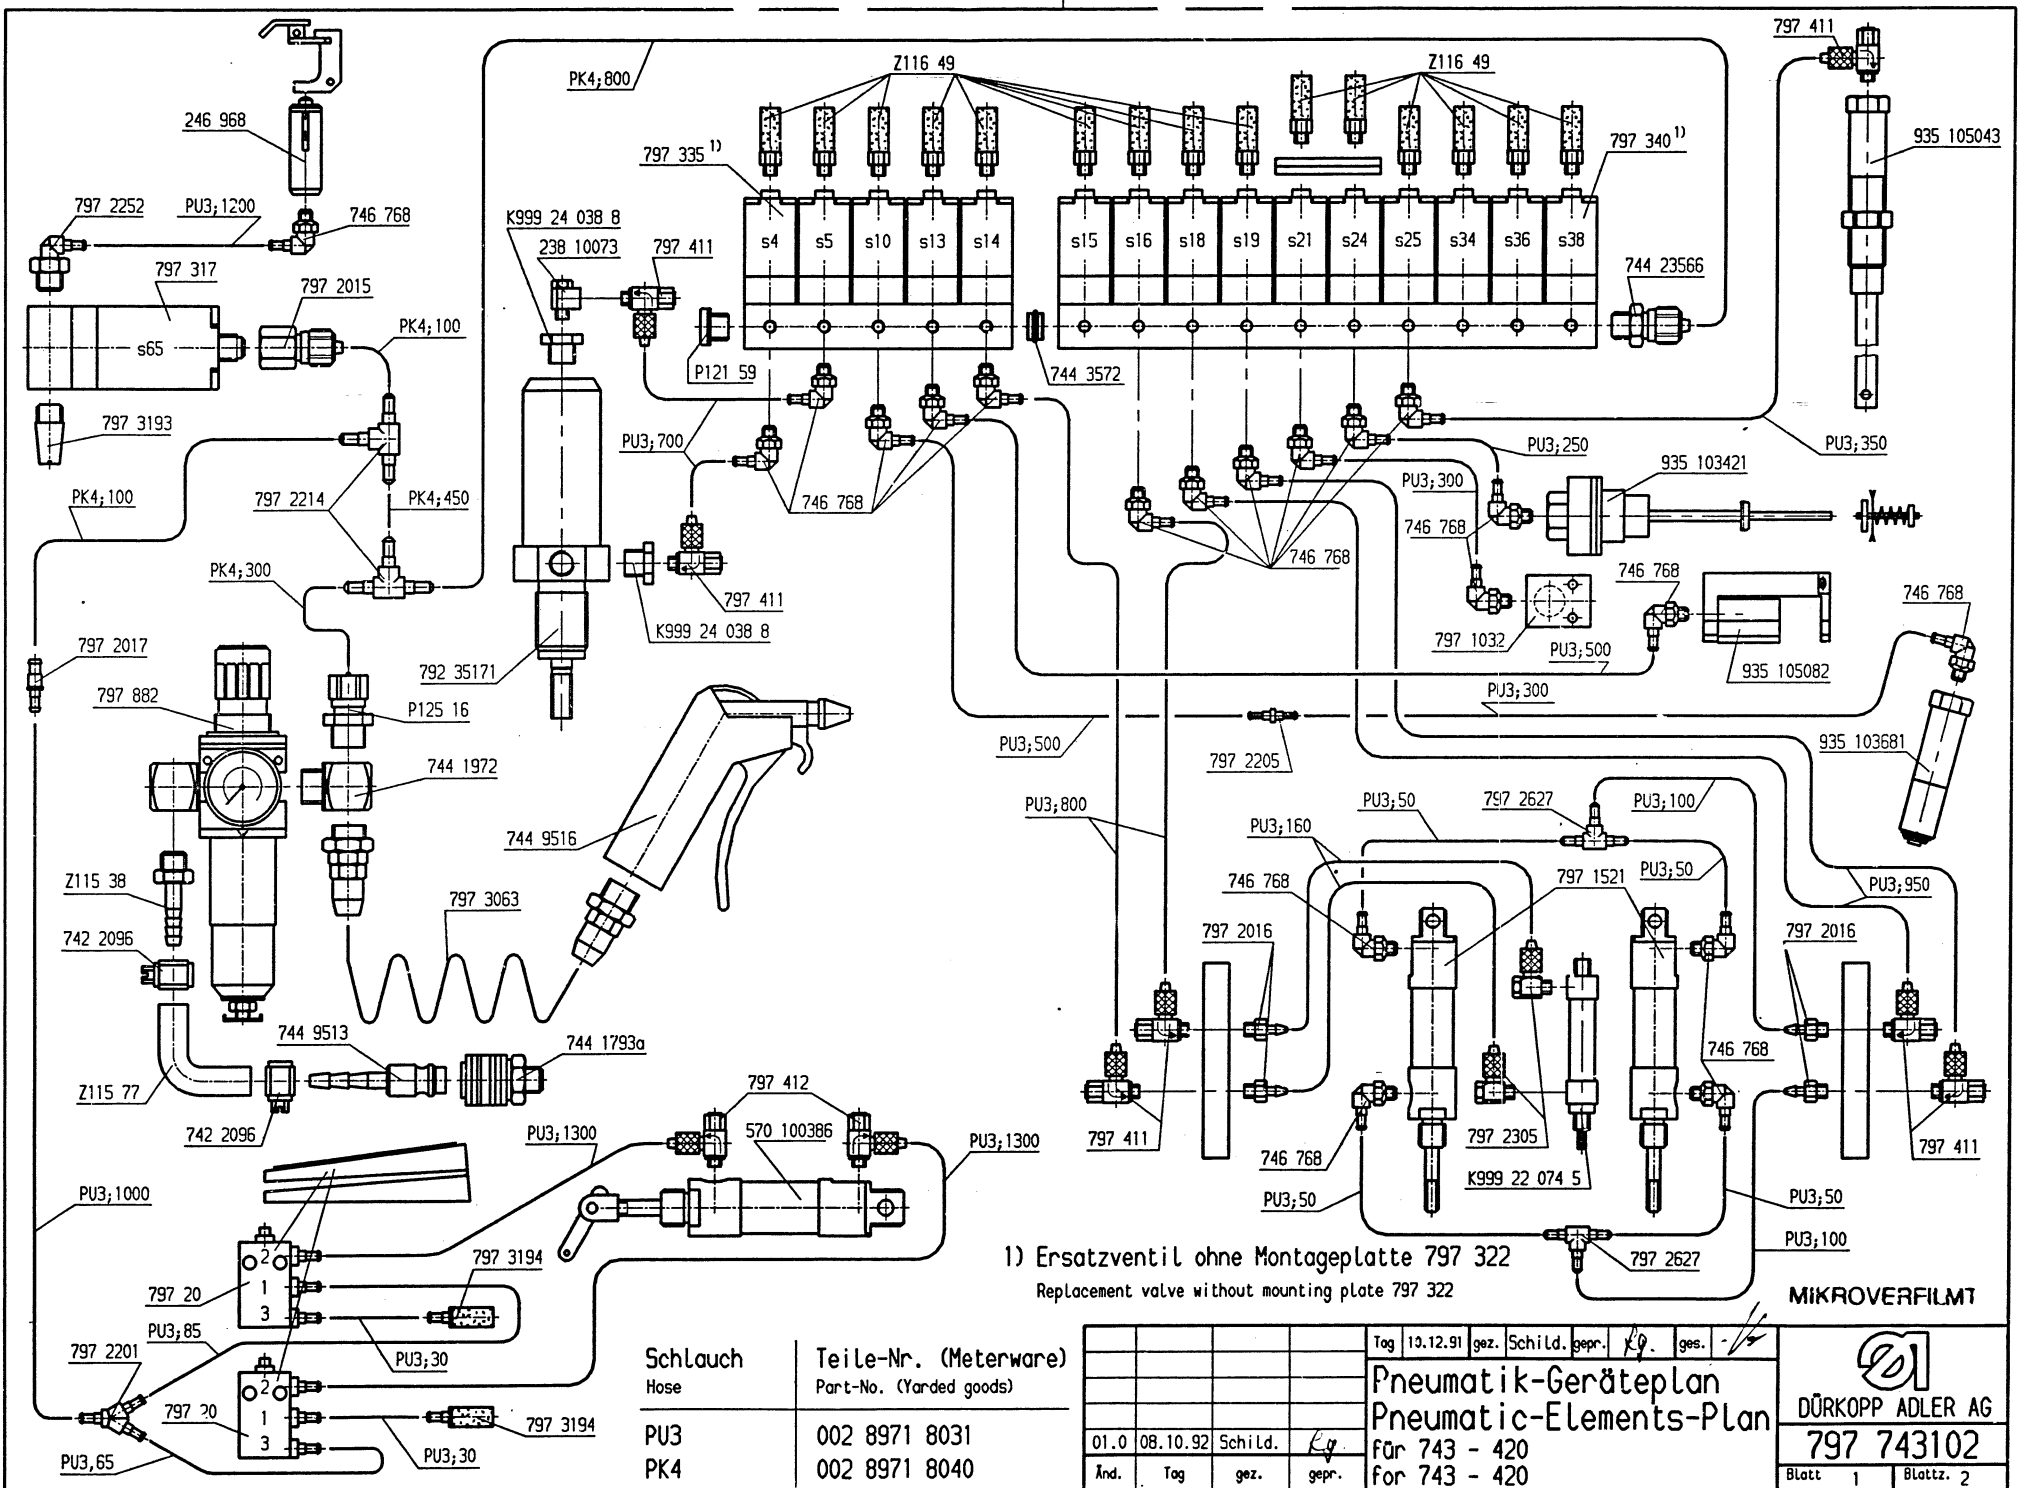 797 411
PK4;800
Z116 49
Z116 49
246 968
797 335 1)
797 340 1)
935 105043
797 2252
PU3;1200
746 768
K999 24 038 8
238 10073
797 411
s4
s5
s10
s13
s14
s15
s16
s18
s19
s21
s24
s25
s34
s36
s38
797 317
797 2015
744 23566
s65
PK4;100
P121 59
744 3572
797 3193
PU3;700
PU3;250
PU3;350
935 103421
PK4;100
797 2214
PK4;450
746 768
PU3;300
746 768
746 768
PK4;300
746 768
746 768
797 411
K999 24 038 8
797 1032
PU3;500
797 2017
792 35171
935 105082
797 882
P125 16
PU3;300
PU3;500
797 2205
935 103681
744 1972
PU3;800
PU3;50
797 2627
PU3;100
744 9516
PU3;160
Z115 38
746 768
797 1521
PU3;50
PU3;950
797 3063
742 2096
797 2016
797 2016
744 9513
744 1793a
746 768
797 412
Z115 77
742 2096
PU3;1300
570 100386
PU3;1300
797 411
746 768
797 2305
797 411
K999 22 074 5
PU3;1000
PU3;50
PU3;50
2
1
3
797 20
797 3194
1) Ersatzventil ohne Montageplatte 797 322
Replacement valve without mounting plate 797 322
797 2627
PU3;100
MIKROVERFILMT
PU3;85
797 2201
PU3;30
2
1
3
797 20
797 3194
PU3,65
PU3;30
Schlauch Teile-Nr. (Meterware)
Hose Part-No. (Yarded goods)
PU3 002 8971 8031
PK4 002 8971 8040
Tag 13.12.91 gez. Schild. gepr. Kg. ges.
Pneumatik-Geräteplan
Pneumatic-Elements-Plan
für 743 - 420
for 743 - 420
01.0 08.10.92 Schild. Kg.
Änd. Tag gez. gepr.
DÜRKOPP ADLER AG
797 743102
Blatt 1 Blattz. 2